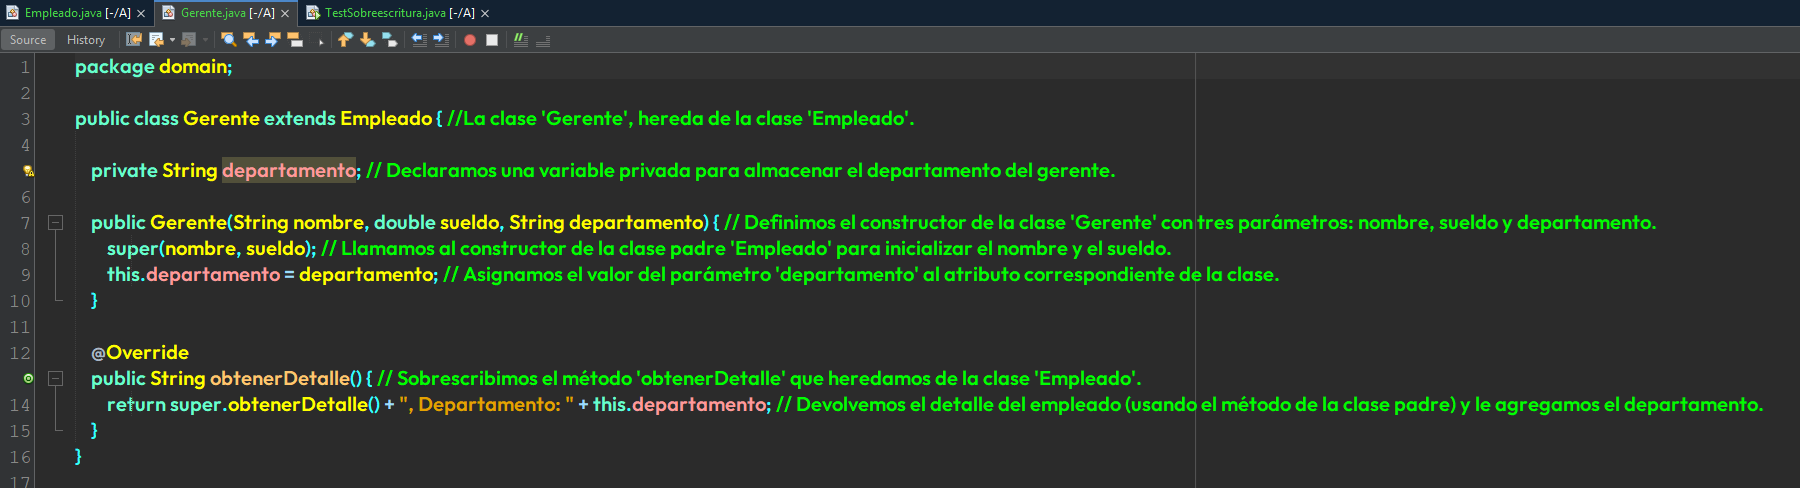 Empleado.java [-/A] × Gerente.java [-/A] × TestSobreescritura.java [-/A] ×
Source History
1 package domain;
2
3 public class Gerente extends Empleado { //La clase 'Gerente', hereda de la clase 'Empleado'.
4
private String departamento; // Declaramos una variable privada para almacenar el departamento del gerente.
6
7 public Gerente(String nombre, double sueldo, String departamento) { // Definimos el constructor de la clase 'Gerente' con tres parámetros: nombre, sueldo y departamento.
8 super(nombre, sueldo); // Llamamos al constructor de la clase padre 'Empleado' para inicializar el nombre y el sueldo.
9 this.departamento = departamento; // Asignamos el valor del parámetro 'departamento' al atributo correspondiente de la clase.
10 }
11
12 @Override
public String obtenerDetalle() { // Sobrescribimos el método 'obtenerDetalle' que heredamos de la clase 'Empleado'.
14 return super.obtenerDetalle() + ", Departamento: " + this.departamento; // Devolvemos el detalle del empleado (usando el método de la clase padre) y le agregamos el departamento.
15 }
16 }
17